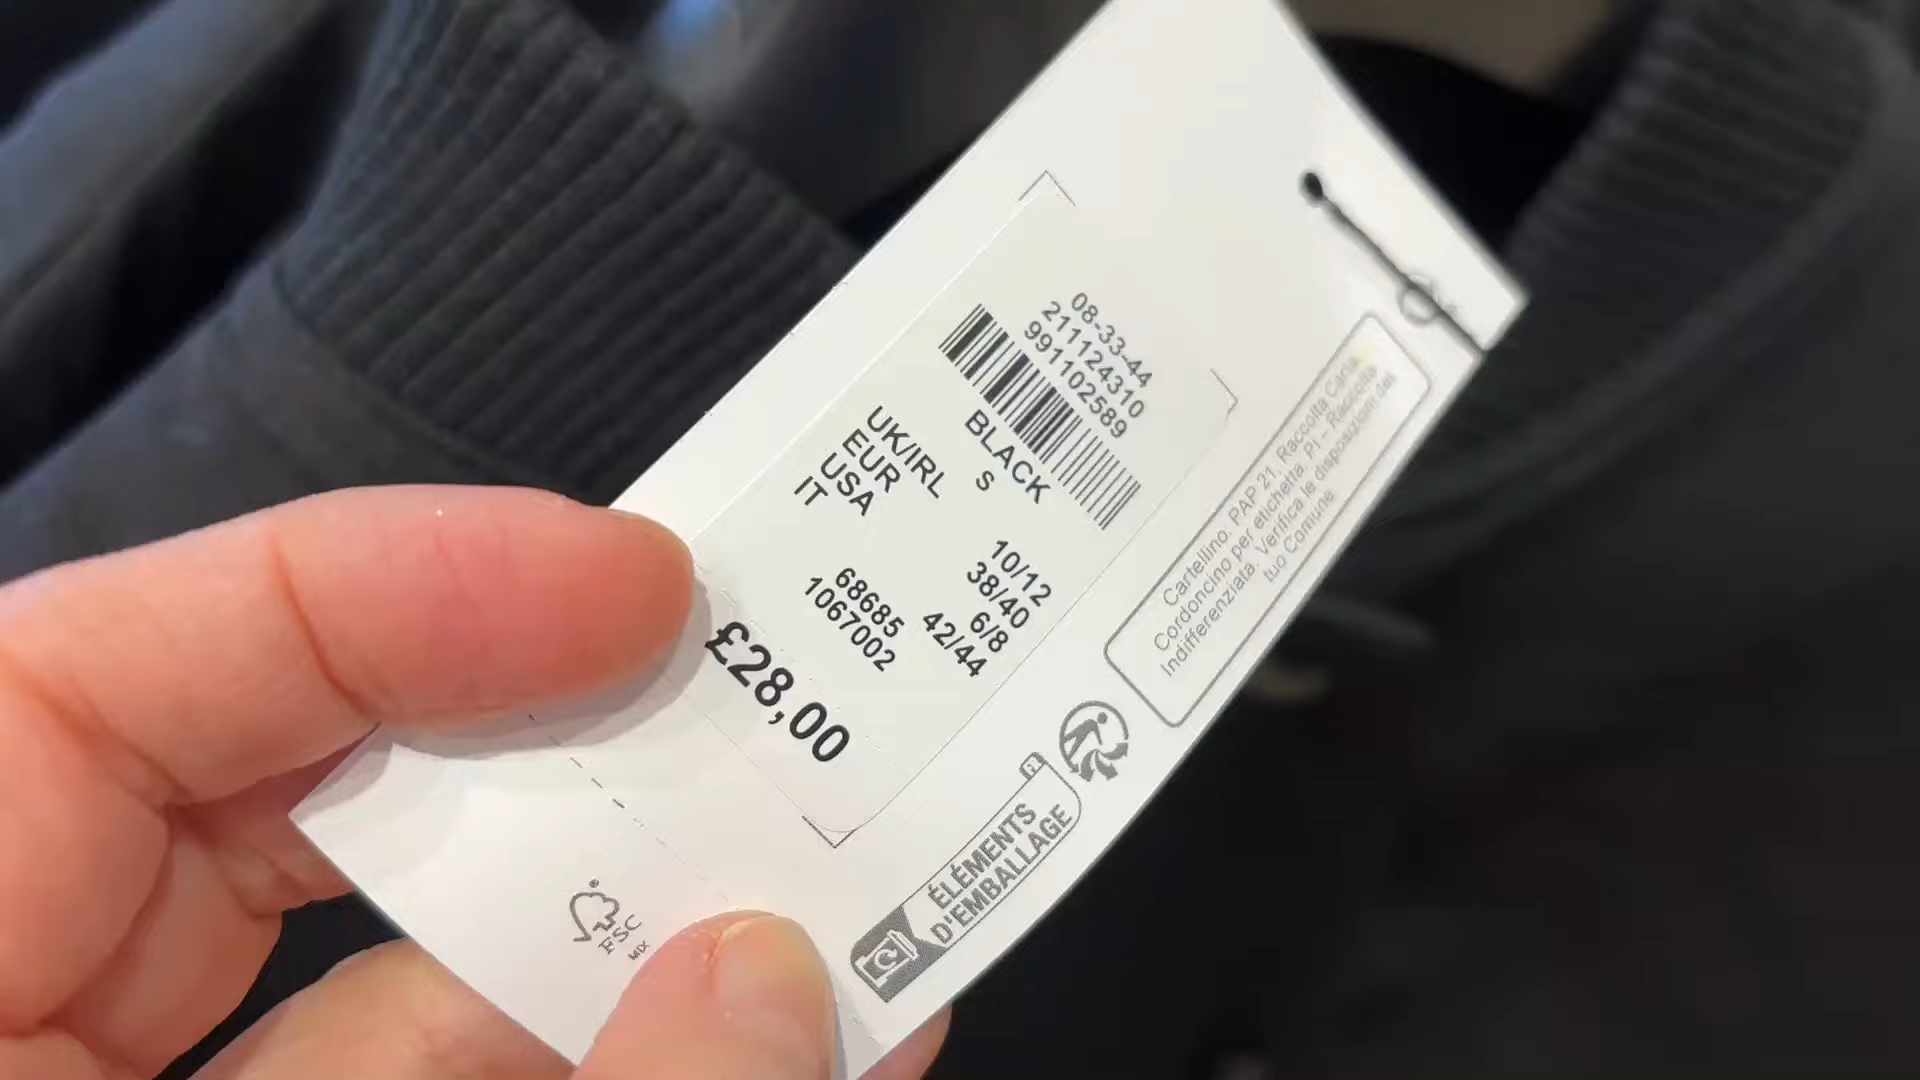 08-33-44
2111124310
991102589
BLACK
S
UK/IRL 10/12
EUR 38/40
USA 6/8
IT 42/44
68685
1067002
£28,00
Cartellino. PAP 21. Raccolta Carta.
Cordoncino per etichetta. PI – Raccolta
Indifferenziata. Verifica le disposizioni del
tuo Comune
ÉLÉMENTS
D'EMBALLAGE
FSC
MIX